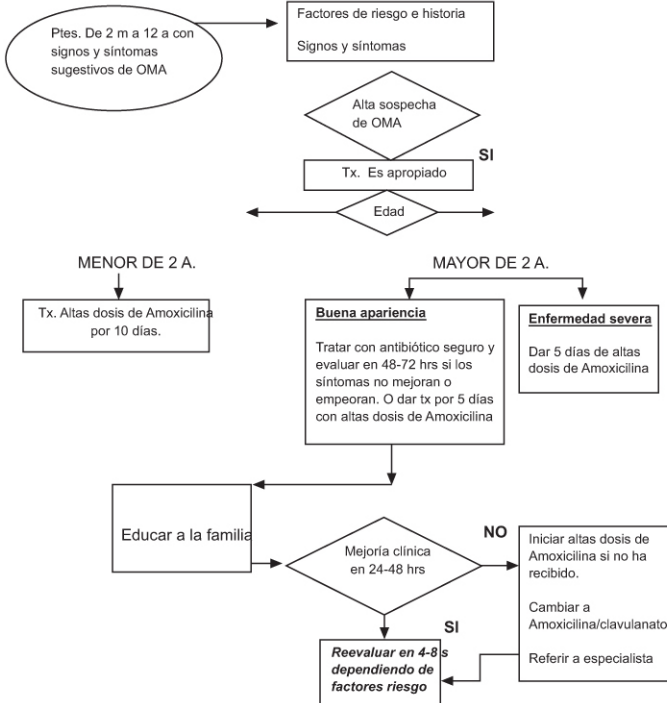 Ptes. De 2 m a 12 a con
signos y síntomas
sugestivos de OMA
Factores de riesgo e historia
Signos y síntomas
Alta sospecha
de OMA
SI
Tx. Es apropiado
Edad
MENOR DE 2 A.
MAYOR DE 2 A.
Tx. Altas dosis de Amoxicilina
por 10 días.
Buena apariencia
Tratar con antibiótico seguro y
evaluar en 48-72 hrs si los
síntomas no mejoran o
empeoran. O dar tx por 5 días
con altas dosis de Amoxicilina
Enfermedad severa
Dar 5 días de altas
dosis de Amoxicilina
Educar a la familia
Mejoría clínica
en 24-48 hrs
NO
Iniciar altas dosis de
Amoxicilina si no ha
recibido.
Cambiar a
Amoxicilina/clavulanato
Referir a especialista
SI
Reevaluar en 4-8 s
dependiendo de
factores riesgo